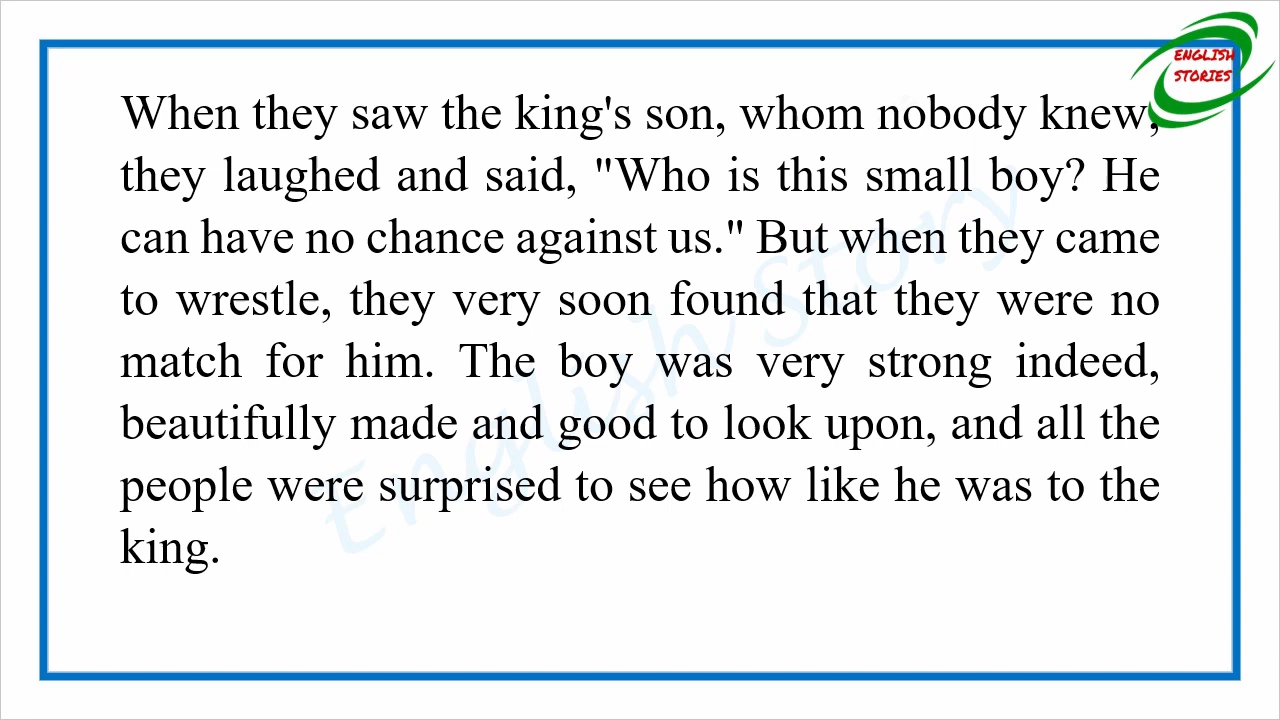 ENGLISH
STORIES
When they saw the king's son, whom nobody knew,
they laughed and said, "Who is this small boy? He
can have no chance against us." But when they came
to wrestle, they very soon found that they were no
match for him. The boy was very strong indeed,
beautifully made and good to look upon, and all the
people were surprised to see how like he was to the
king.
English Story